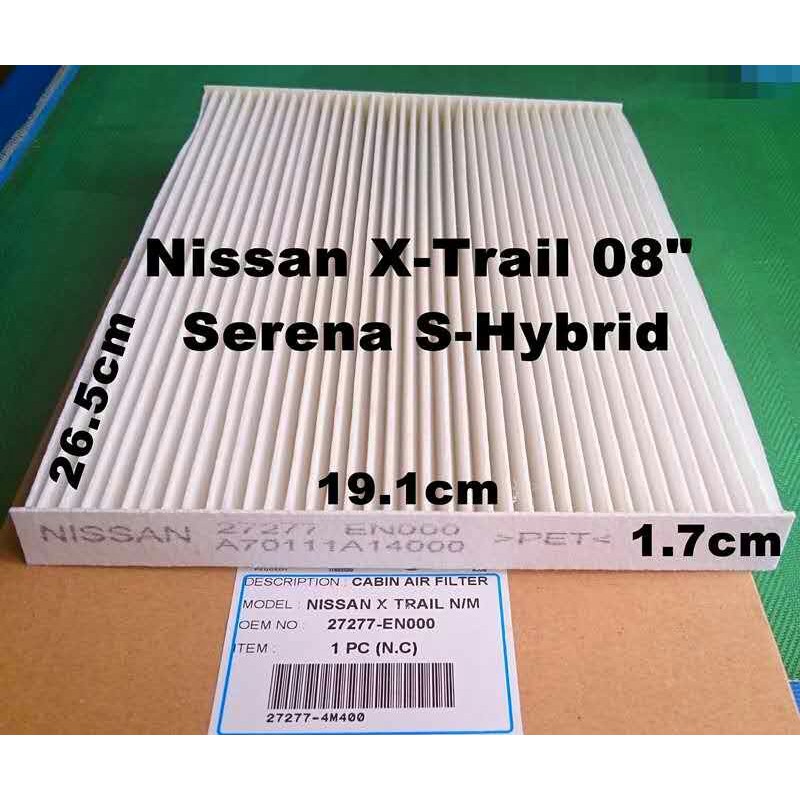 Nissan X-Trail 08"
Serena S-Hybrid
26.5cm
19.1cm
1.7cm
NISSAN 27277 EN000 >PET<
A70111A14000
DESCRIPTION : CABIN AIR FILTER
MODEL : NISSAN X TRAIL N/M
OEM NO : 27277-EN000
ITEM : 1 PC (N.C)
27277-4M400